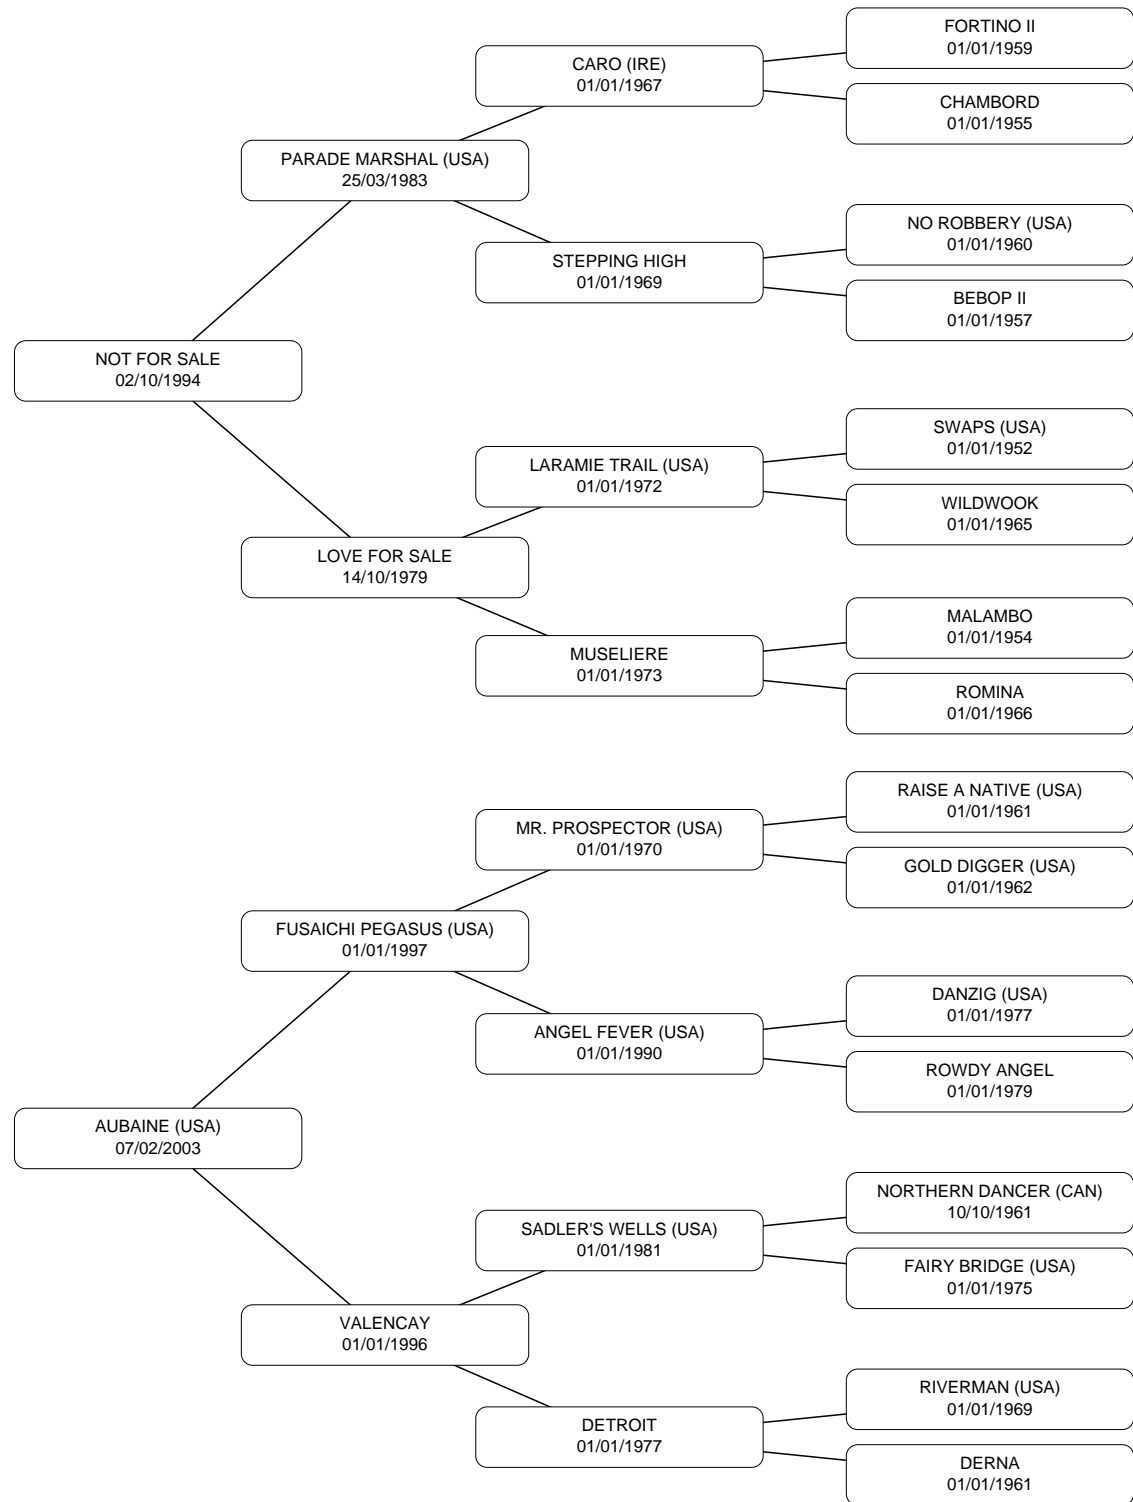 FORTINO II
01/01/1959
CARO (IRE)
01/01/1967
CHAMBORD
01/01/1955
PARADE MARSHAL (USA)
25/03/1983
NO ROBBERY (USA)
01/01/1960
STEPPING HIGH
01/01/1969
BEBOP II
01/01/1957
NOT FOR SALE
02/10/1994
SWAPS (USA)
01/01/1952
LARAMIE TRAIL (USA)
01/01/1972
WILDWOOK
01/01/1965
LOVE FOR SALE
14/10/1979
MALAMBO
01/01/1954
MUSELIERE
01/01/1973
ROMINA
01/01/1966
RAISE A NATIVE (USA)
01/01/1961
MR. PROSPECTOR (USA)
01/01/1970
GOLD DIGGER (USA)
01/01/1962
FUSAICHI PEGASUS (USA)
01/01/1997
DANZIG (USA)
01/01/1977
ANGEL FEVER (USA)
01/01/1990
ROWDY ANGEL
01/01/1979
AUBAINE (USA)
07/02/2003
NORTHERN DANCER (CAN)
10/10/1961
SADLER'S WELLS (USA)
01/01/1981
FAIRY BRIDGE (USA)
01/01/1975
VALENCAY
01/01/1996
RIVERMAN (USA)
01/01/1969
DETROIT
01/01/1977
DERNA
01/01/1961